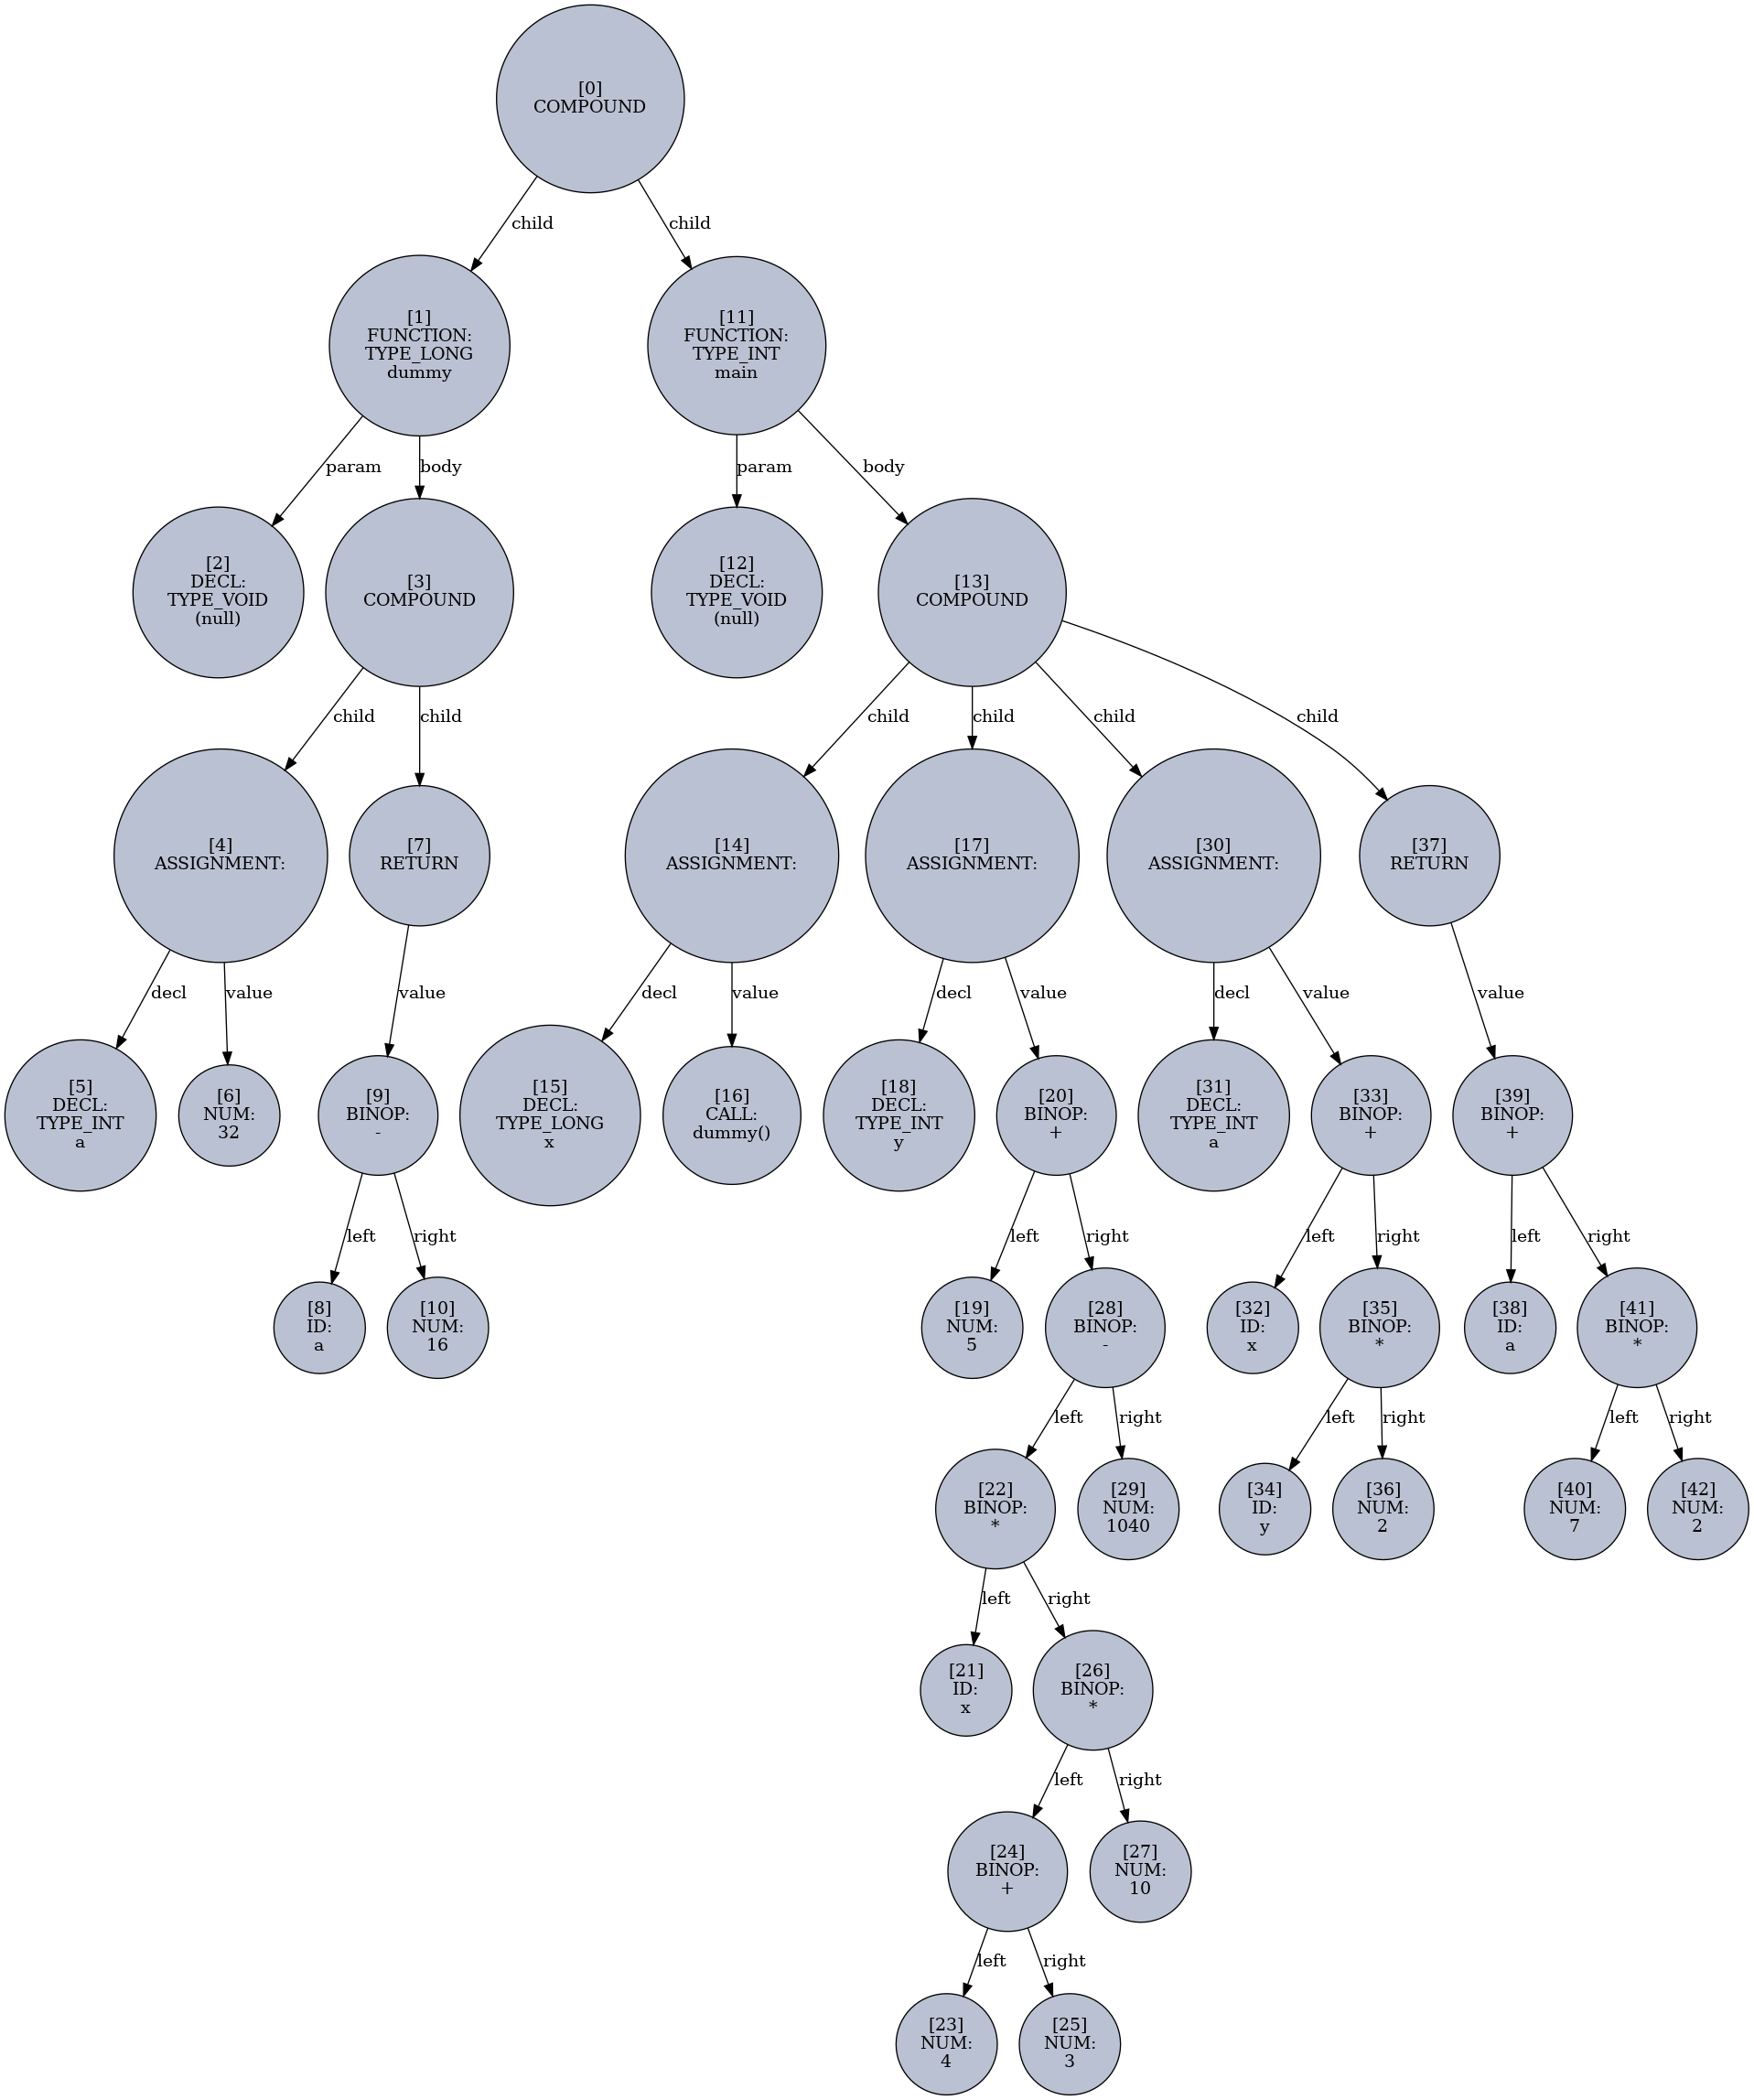 [0]
COMPOUND
child
child
[1]
FUNCTION:
TYPE_LONG
dummy
[11]
FUNCTION:
TYPE_INT
main
param
body
param
body
[2]
DECL:
TYPE_VOID
(null)
[3]
COMPOUND
[12]
DECL:
TYPE_VOID
(null)
[13]
COMPOUND
child
child
child
child
child
child
[4]
ASSIGNMENT:
[7]
RETURN
[14]
ASSIGNMENT:
[17]
ASSIGNMENT:
[30]
ASSIGNMENT:
[37]
RETURN
decl
value
value
decl
value
decl
value
decl
value
value
[5]
DECL:
TYPE_INT
a
[6]
NUM:
32
[9]
BINOP:
-
[15]
DECL:
TYPE_LONG
x
[16]
CALL:
dummy()
[18]
DECL:
TYPE_INT
y
[20]
BINOP:
+
[31]
DECL:
TYPE_INT
a
[33]
BINOP:
+
[39]
BINOP:
+
left
right
left
right
left
right
left
right
[8]
ID:
a
[10]
NUM:
16
[19]
NUM:
5
[28]
BINOP:
-
[32]
ID:
x
[35]
BINOP:
*
[38]
ID:
a
[41]
BINOP:
*
left
right
left
right
left
right
[22]
BINOP:
*
[29]
NUM:
1040
[34]
ID:
y
[36]
NUM:
2
[40]
NUM:
7
[42]
NUM:
2
left
right
[21]
ID:
x
[26]
BINOP:
*
left
right
[24]
BINOP:
+
[27]
NUM:
10
left
right
[23]
NUM:
4
[25]
NUM:
3